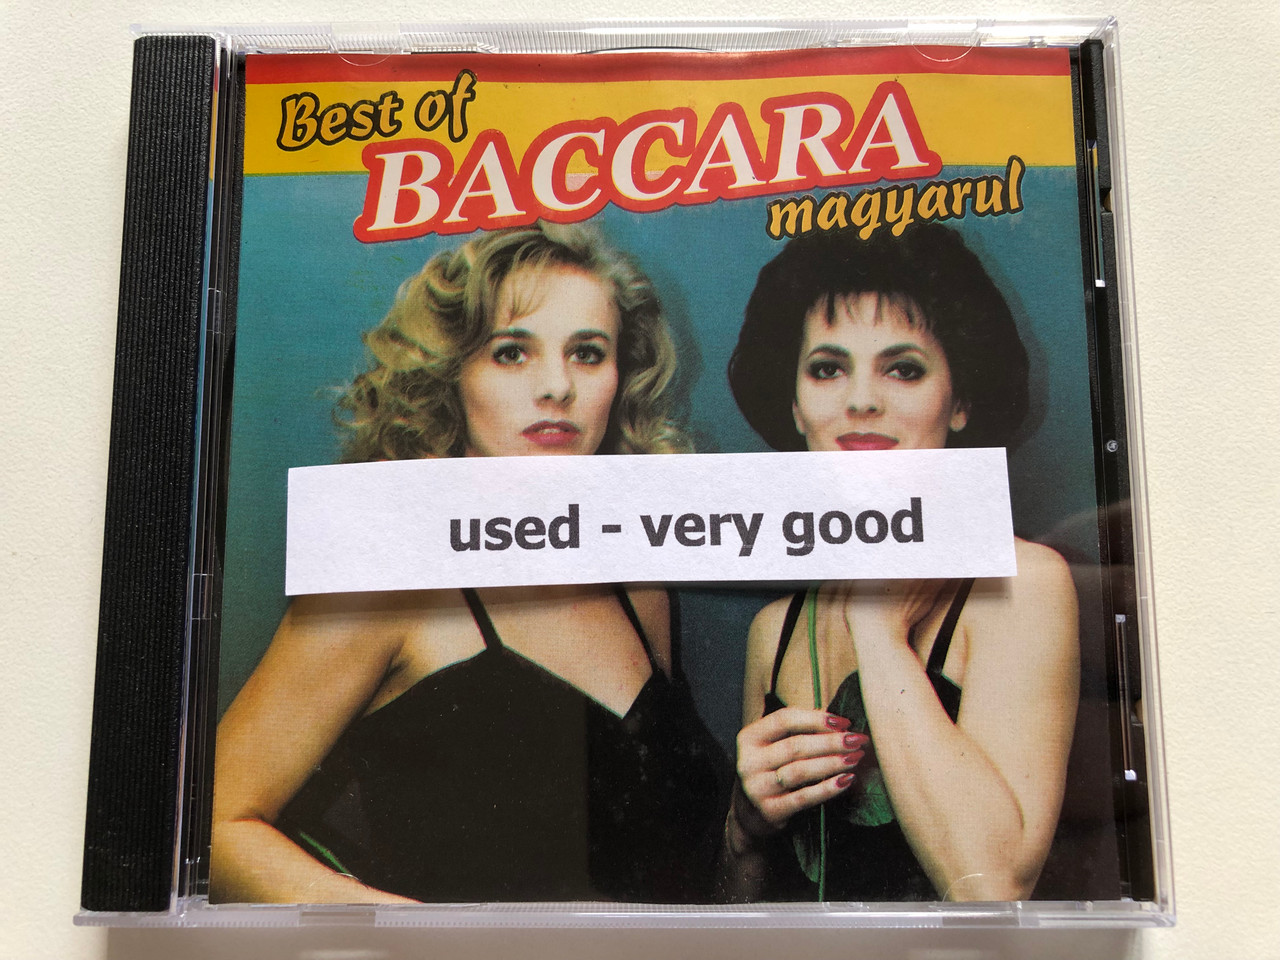 Best of
BACCARA
magyarul
used - very good